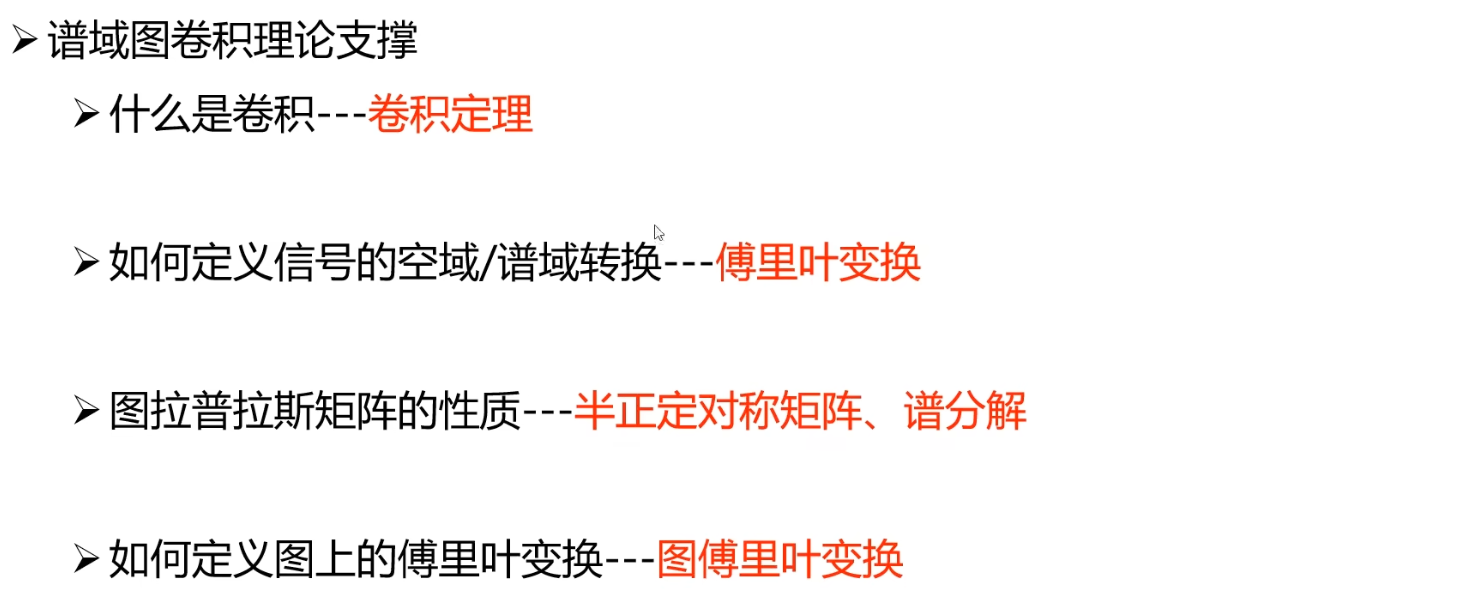 ➢ 谱域图卷积理论支撑
➢ 什么是卷积---卷积定理
➢ 如何定义信号的空域/谱域转换---傅里叶变换
➢ 图拉普拉斯矩阵的性质---半正定对称矩阵、谱分解
➢ 如何定义图上的傅里叶变换---图傅里叶变换